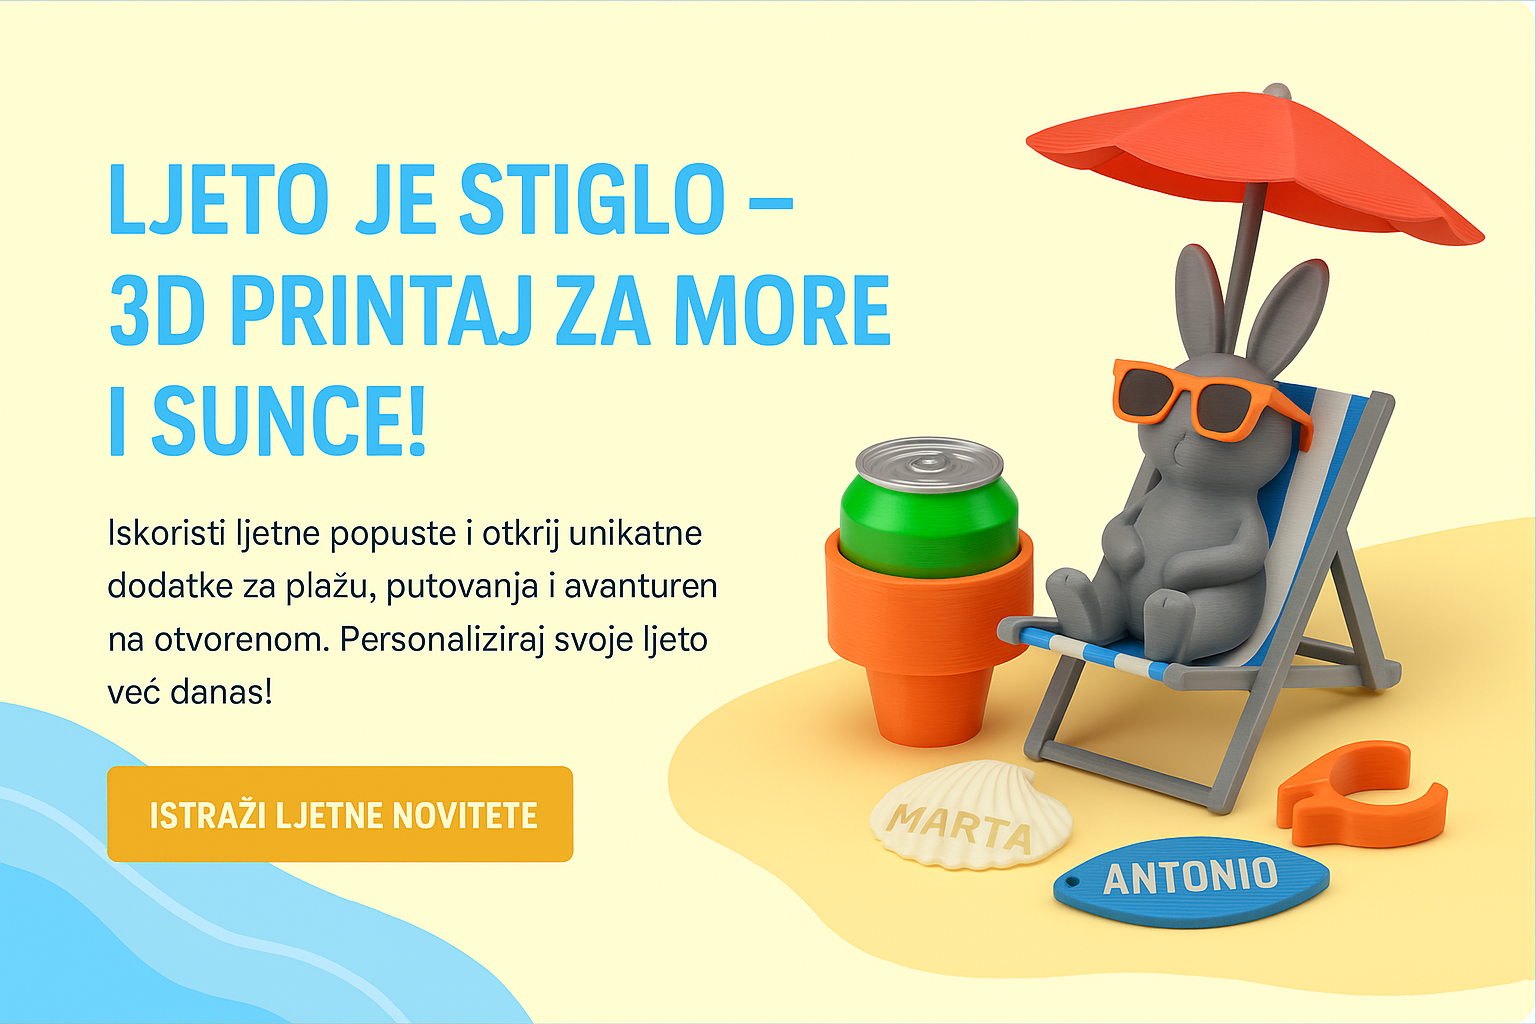 LJETO JE STIGLO –
3D PRINTAJ ZA MORE
I SUNCE!
Iskoristi ljetne popuste i otkrij unikatne
dodatke za plažu, putovanja i avanturen
na otvorenom. Personaliziraj svoje ljeto
već danas!
ISTRAŽI LJETNE NOVITETE
MARTA
ANTONIO